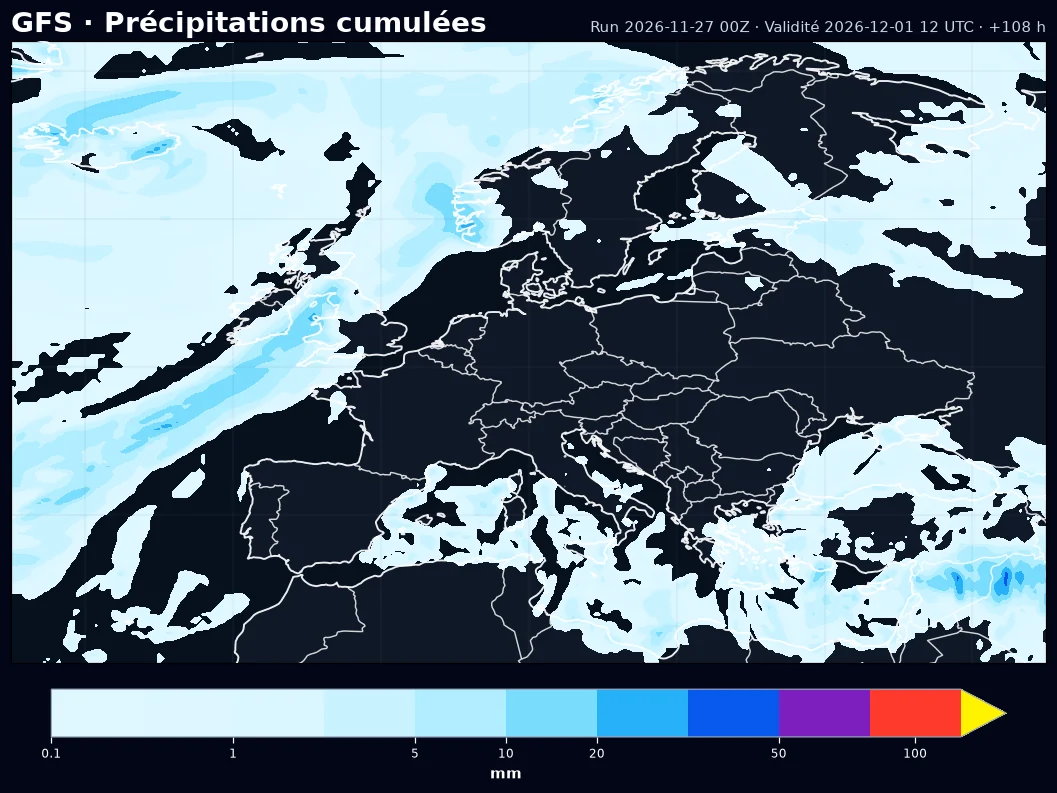 GFS · Précipitations cumulées
Run 2026-11-27 00Z · Validité 2026-12-01 12 UTC · +108 h
0.1 1 5 10 20 50 100
mm